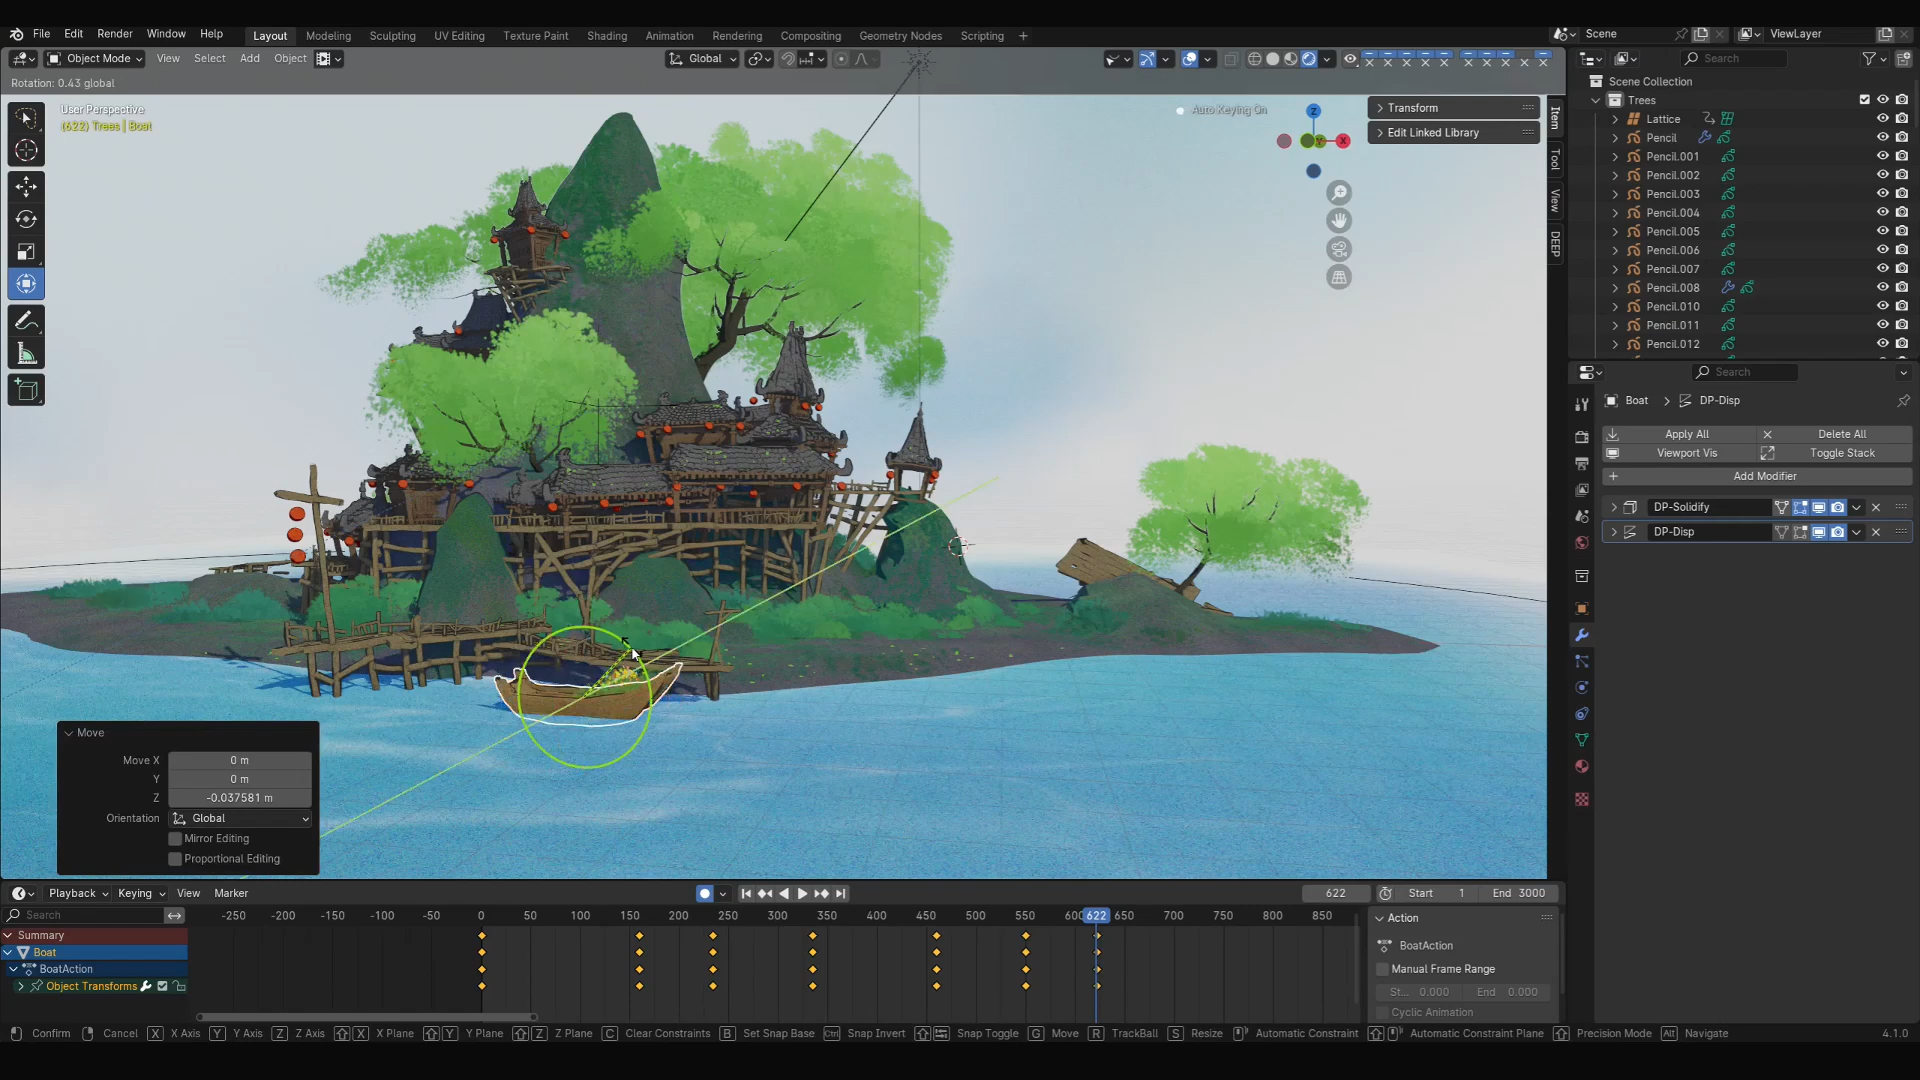 File Edit Render Window Help Layout Modeling Sculpting UV Editing Texture Paint Shading Animation Rendering Compositing Geometry Nodes Scripting Scene ViewLayer
Object Mode View Select Add Object Global Search
Rotation: 0.43 global
User Perspective
(622) Trees | Boat
Auto Keying On
Transform
Edit Linked Library
Item
Tool
View
DEEP
Z
Y
X
Scene Collection
Trees
Lattice
Pencil
Pencil.001
Pencil.002
Pencil.003
Pencil.004
Pencil.005
Pencil.006
Pencil.007
Pencil.008
Pencil.010
Pencil.011
Pencil.012
Search
Boat DP-Disp
Apply All Delete All
Viewport Vis Toggle Stack
Add Modifier
DP-Solidify
DP-Disp
Move
Move X 0 m
Y 0 m
Z -0.037581 m
Orientation Global
Mirror Editing
Proportional Editing
Playback Keying View Marker 622 Start 1 End 3000
Search -250 -200 -150 -100 -50 0 50 100 150 200 250 300 350 400 450 500 550 600 622 650 700 750 800 850
Summary
Boat
BoatAction
Object Transforms
Action
BoatAction
Manual Frame Range
St... 0.000 End 0.000
Cyclic Animation
Confirm Cancel X X Axis Y Y Axis Z Z Axis X X Plane Y Y Plane Z Z Plane C Clear Constraints B Set Snap Base Ctrl Snap Invert Snap Toggle G Move R TrackBall S Resize Automatic Constraint Automatic Constraint Plane Precision Mode Alt Navigate 4.1.0